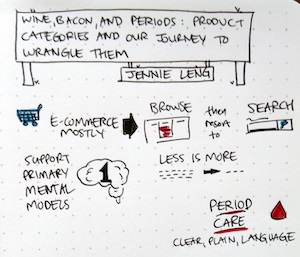 WINE, BACON, AND PERIODS: PRODUCT
CATEGORIES AND OUR JOURNEY TO
WRANGLE THEM
JENNIE LENG
E-COMMERCE
MOSTLY
BROWSE
then
resort
to
SEARCH
SUPPORT
PRIMARY
MENTAL
MODELS
1
LESS IS MORE
PERIOD
CARE
CLEAR, PLAIN, LANGUAGE